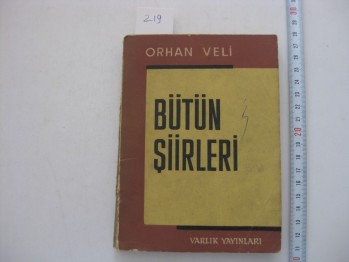 219
ORHAN VELİ
BÜTÜN
ŞİİRLERİ
VARLIK YAYINLARI